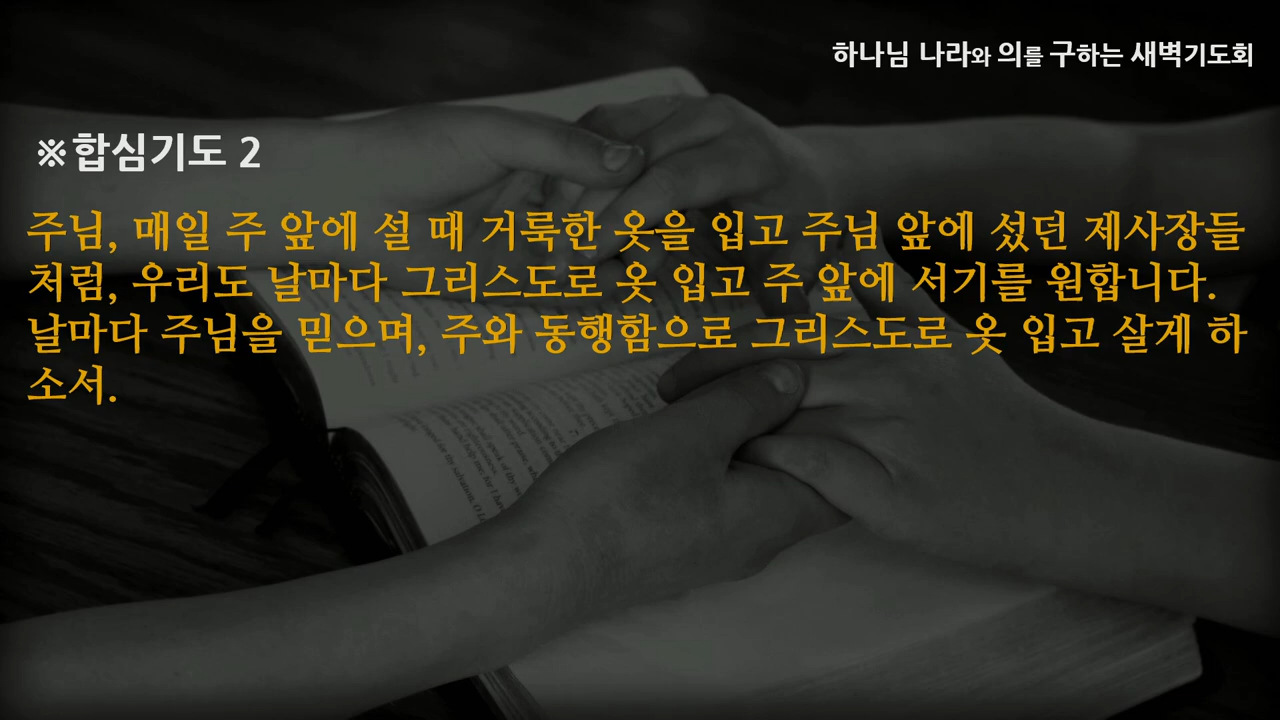 하나님 나라와 의를 구하는 새벽기도회
※합심기도 2
주님, 매일 주 앞에 설 때 거룩한 옷을 입고 주님 앞에 섰던 제사장들
처럼, 우리도 날마다 그리스도로 옷 입고 주 앞에 서기를 원합니다.
날마다 주님을 믿으며, 주와 동행함으로 그리스도로 옷 입고 살게 하
소서.